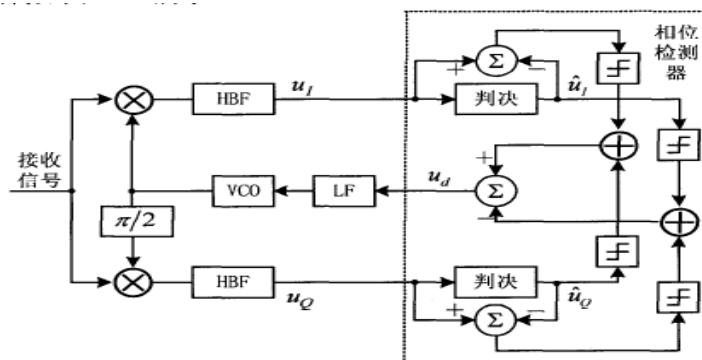 相位
检测
器
Σ
+
−
HBF
u_I
判决
û_I
接收
信号
+
u_d
Σ
VCO
LF
−
π/2
HBF
u_Q
判决
û_Q
+
−
Σ